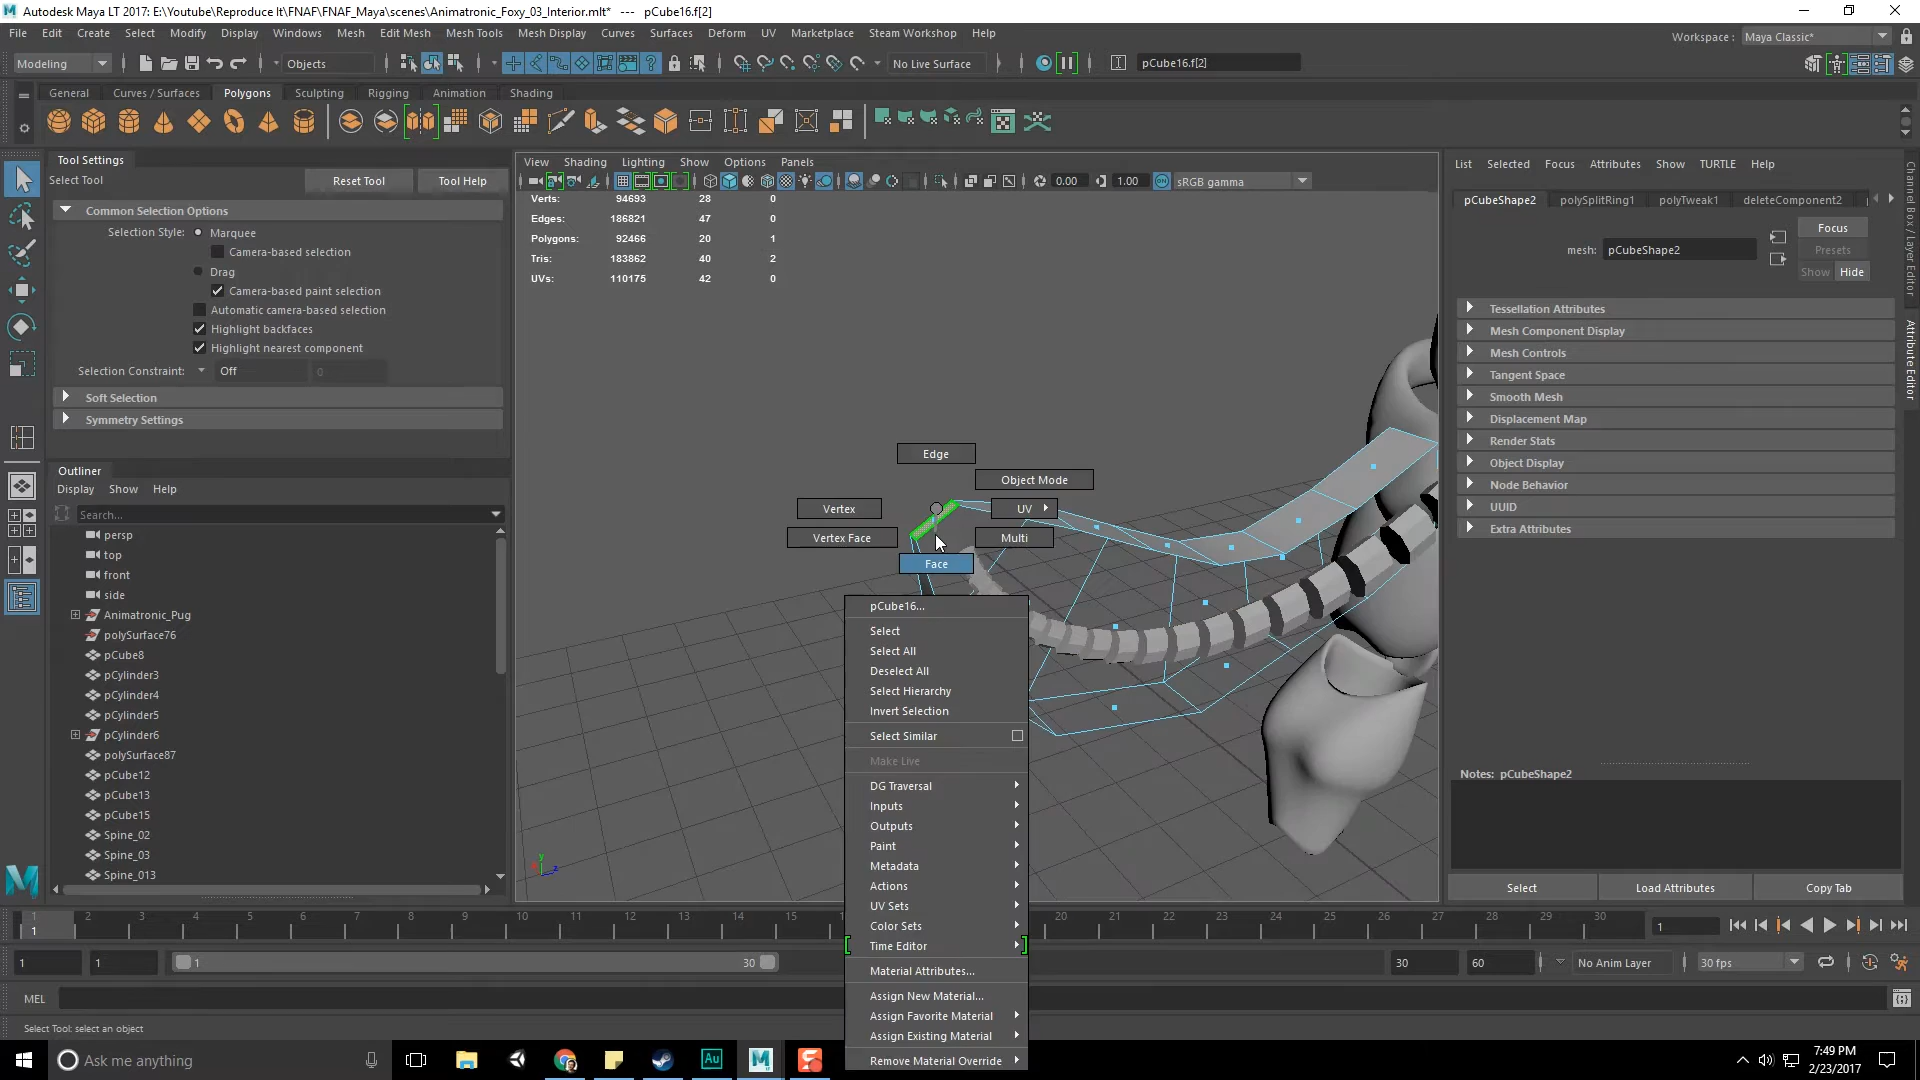 Autodesk Maya LT 2017: E:\Youtube\Reproduce It\FNAF\FNAF_Maya\scenes\Animatronic_Foxy_03_Interior.mlt* --- pCube16.f[2]
File Edit Create Select Modify Display Windows Mesh Edit Mesh Mesh Tools Mesh Display Curves Surfaces Deform UV Marketplace Steam Workshop Help
Workspace : Maya Classic*
Modeling Objects No Live Surface pCube16.f[2]
General Curves / Surfaces Polygons Sculpting Rigging Animation Shading
Tool Settings
Select Tool Reset Tool Tool Help
Common Selection Options
Selection Style: Marquee
Camera-based selection
Drag
Camera-based paint selection
Automatic camera-based selection
Highlight backfaces
Highlight nearest component
Selection Constraint: Off 0
Soft Selection
Symmetry Settings
Outliner
Display Show Help
Search...
persp
top
front
side
Animatronic_Pug
polySurface76
pCube8
pCylinder3
pCylinder4
pCylinder5
pCylinder6
polySurface87
pCube12
pCube13
pCube15
Spine_02
Spine_03
Spine_013
View Shading Lighting Show Options Panels
0.00 1.00 sRGB gamma
Verts: 94693 28 0
Edges: 186821 47 0
Polygons: 92466 20 1
Tris: 183862 40 2
UVs: 110175 42 0
Edge
Object Mode
Vertex UV
Vertex Face Multi
Face
pCube16...
Select
Select All
Deselect All
Select Hierarchy
Invert Selection
Select Similar
Make Live
DG Traversal
Inputs
Outputs
Paint
Metadata
Actions
UV Sets
Color Sets
Time Editor
Material Attributes...
Assign New Material...
Assign Favorite Material
Assign Existing Material
Remove Material Override
y
z
List Selected Focus Attributes Show TURTLE Help
pCubeShape2 polySplitRing1 polyTweak1 deleteComponent2
Focus
mesh: pCubeShape2 Presets
Show Hide
Tessellation Attributes
Mesh Component Display
Mesh Controls
Tangent Space
Smooth Mesh
Displacement Map
Render Stats
Object Display
Node Behavior
UUID
Extra Attributes
Notes: pCubeShape2
Select Load Attributes Copy Tab
Channel Box / Layer Editor
Attribute Editor
1 2 3 4 5 6 7 8 9 10 11 12 13 14 15 20 21 22 23 24 25 26 27 28 29 30
1 1
1 1 1 30 30 60 No Anim Layer 30 fps
MEL
Select Tool: select an object
Ask me anything
7:49 PM
2/23/2017